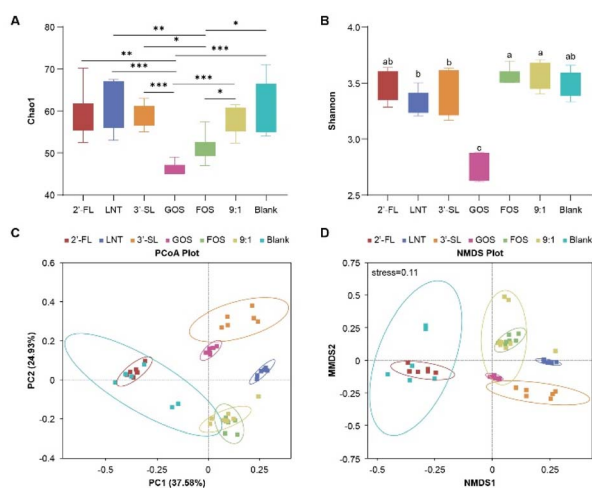 A
** *
** *
** ***
*** ***
*** *
Chao1
80
70
60
50
40
2'-FL LNT 3'-SL GOS FOS 9:1 Blank
B
Shannon
4.0
3.5
3.0
2.5
ab b b c a a ab
2'-FL LNT 3'-SL GOS FOS 9:1 Blank
C
2'-FL LNT 3'-SL GOS FOS 9:1 Blank
PCoA Plot
PC2 (24.93%)
0.6
0.4
0.2
0
-0.2
-0.4
-0.5 -0.25 0 0.25
PC1 (37.58%)
D
2'-FL LNT 3'-SL GOS FOS 9:1 Blank
NMDS Plot
stress=0.11
MMDS2
0.75
0.5
0.25
0
-0.25
-0.5
-0.5 -0.25 0 0.25
NMDS1